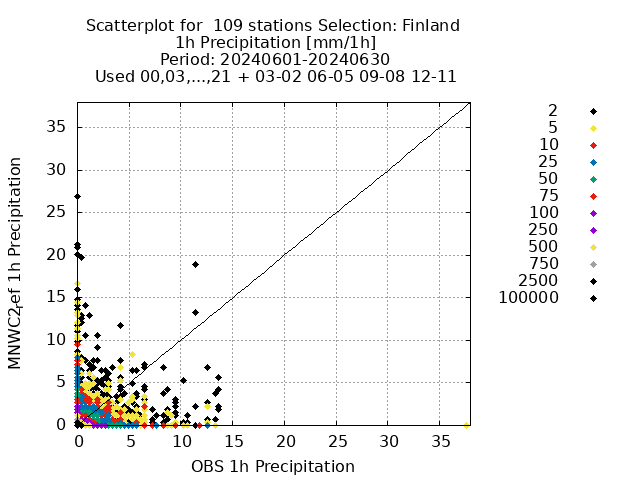 Scatterplot for  109 stations Selection: Finland
1h Precipitation [mm/1h]
Period: 20240601-20240630
Used 00,03,...,21 + 03-02 06-05 09-08 12-11
MNWC2ref 1h Precipitation
35
30
25
20
15
10
5
0
0 5 10 15 20 25 30 35
OBS 1h Precipitation
2
5
10
25
50
75
100
250
500
750
2500
100000